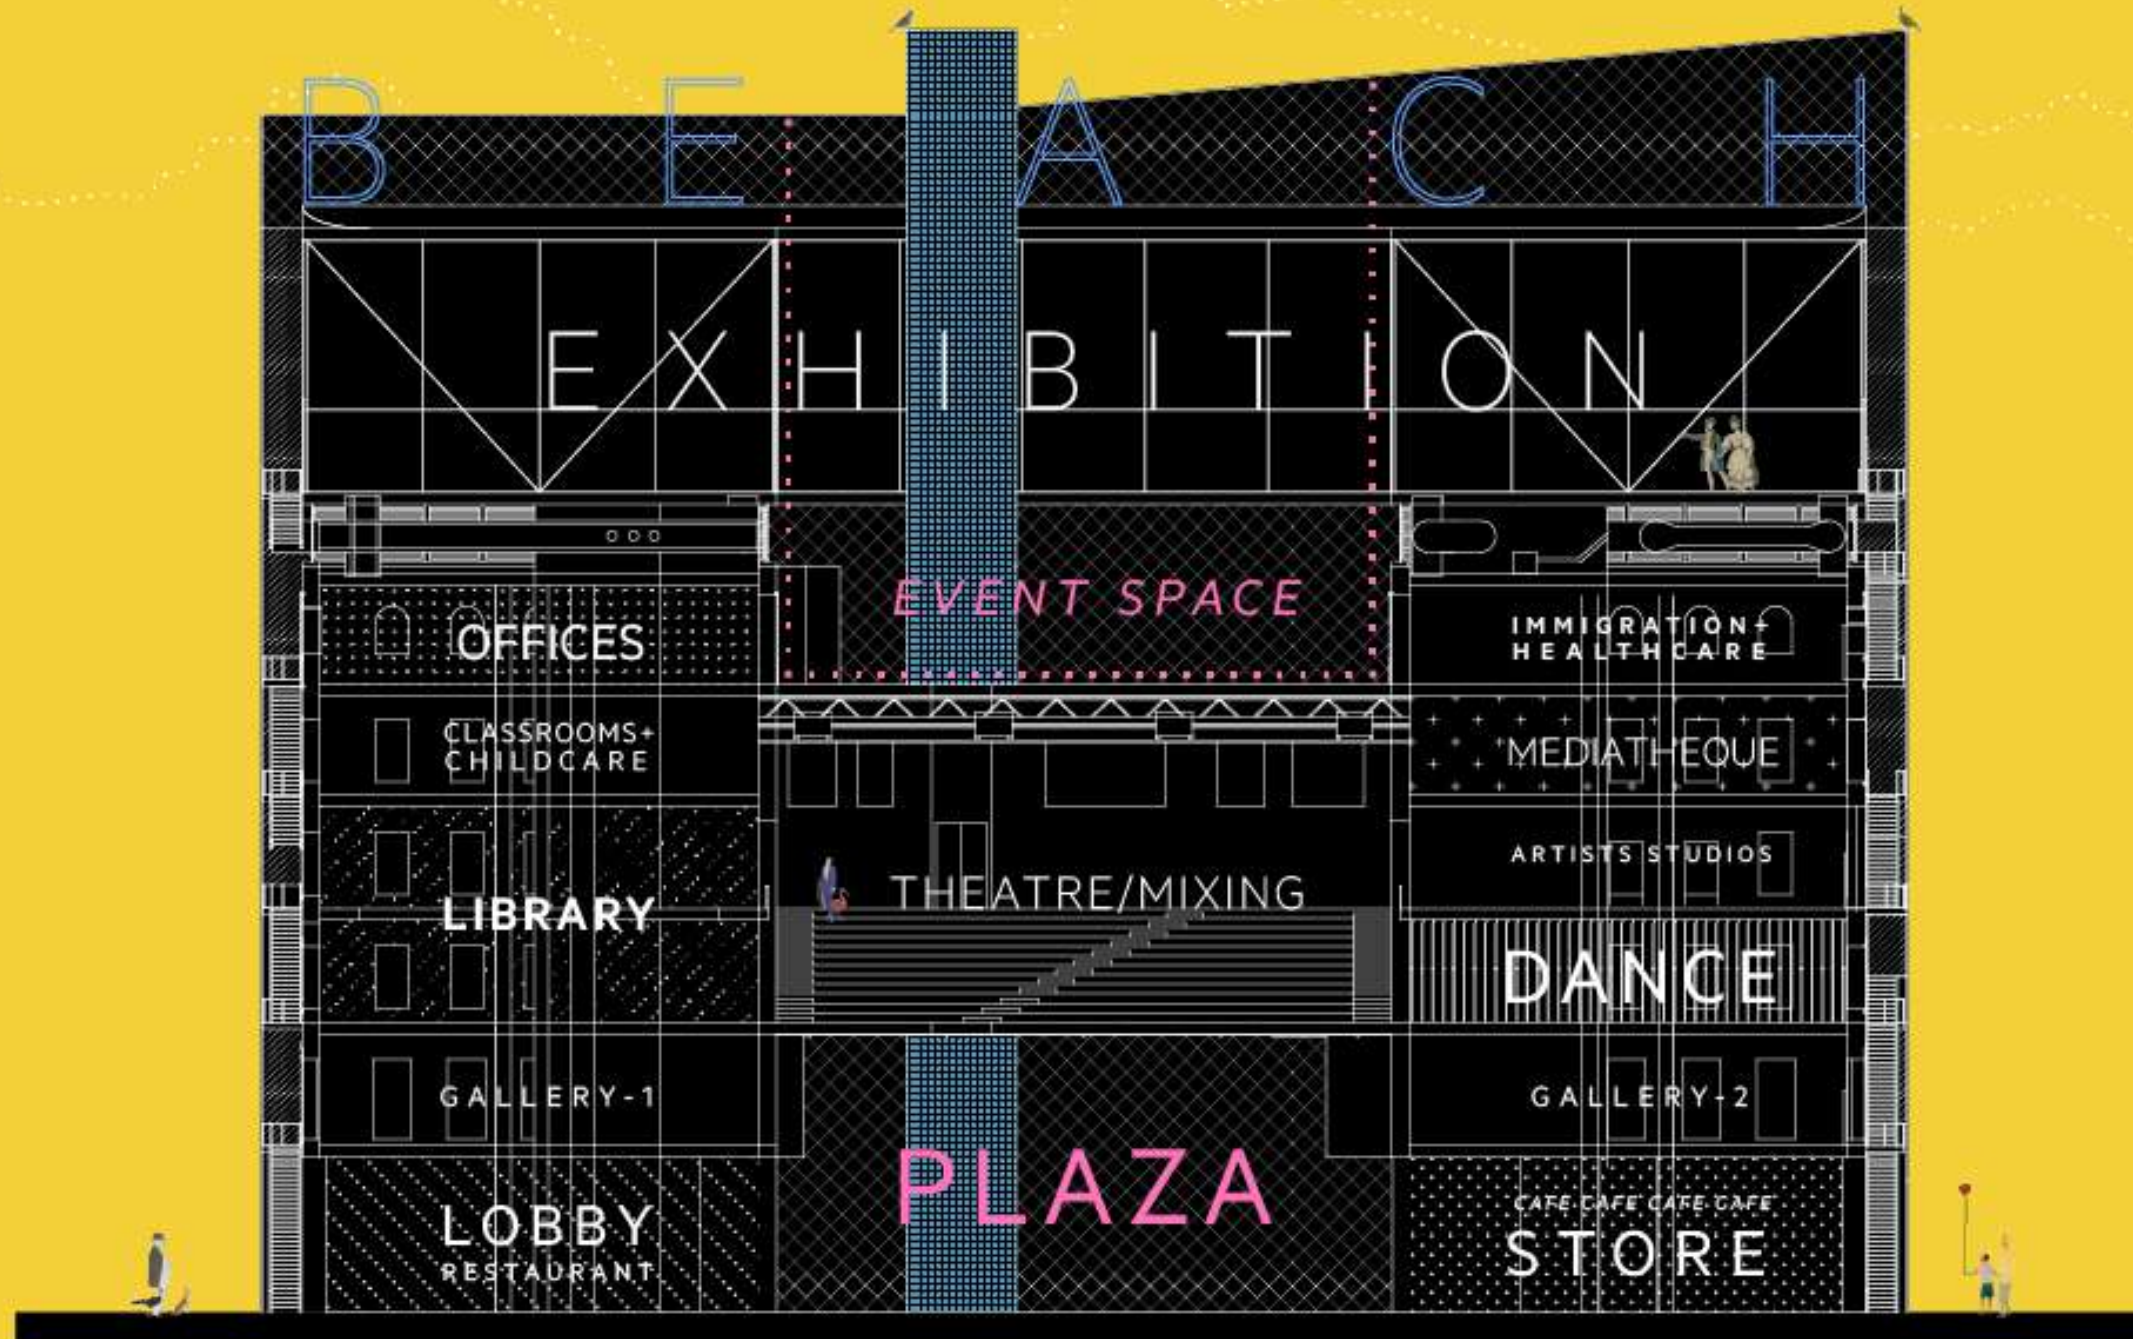 BEACH
EXHIBITION
EVENT SPACE
OFFICES
IMMIGRATION+
HEALTHCARE
CLASSROOMS+
CHILDCARE
MEDIATHEQUE
ARTISTS STUDIOS
THEATRE/MIXING
LIBRARY
DANCE
GALLERY-1
GALLERY-2
PLAZA
LOBBY
RESTAURANT
CAFE·CAFE CAFE·CAFE
STORE